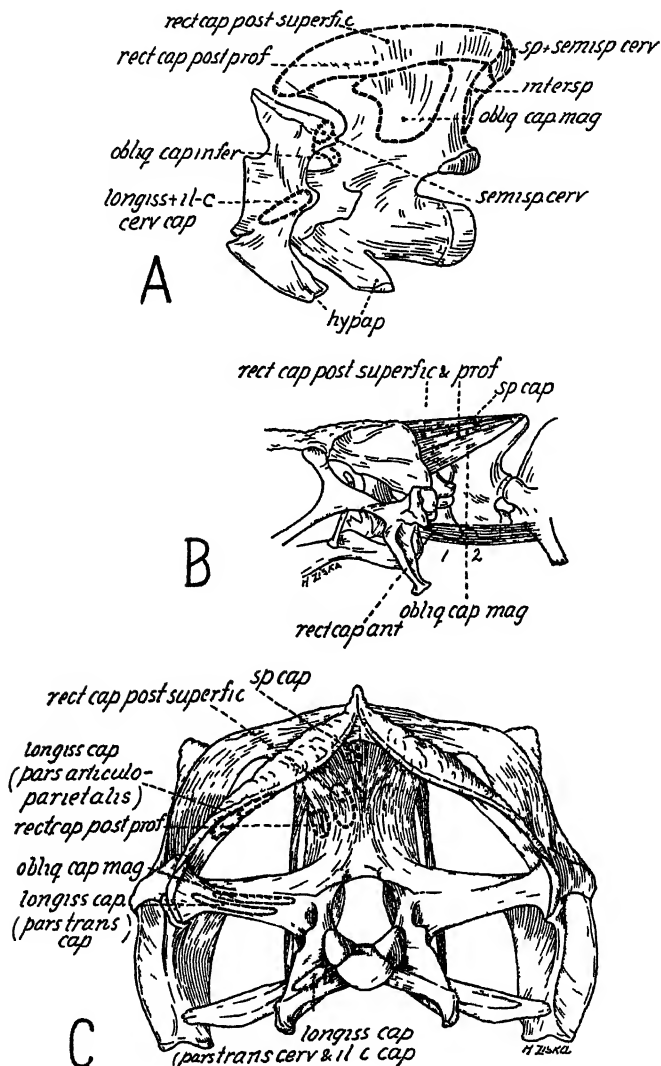 rect cap post superfic
rect cap post prof
sp+semisp cerv
intersp
obliq cap mag
obliq cap infer
semisp.cerv
longiss+il-c
cerv cap
hypap
A
rect cap post superfic & prof
sp cap
B
1 2
H ZISKA
rect cap ant
obliq cap mag
sp cap
rect cap post superfic
longiss cap
(pars articulo-
parietalis)
rect cap post prof
obliq cap mag
longiss cap
(pars trans)
cap
longiss cap
(pars trans cerv & il c cap
C
H ZISKA